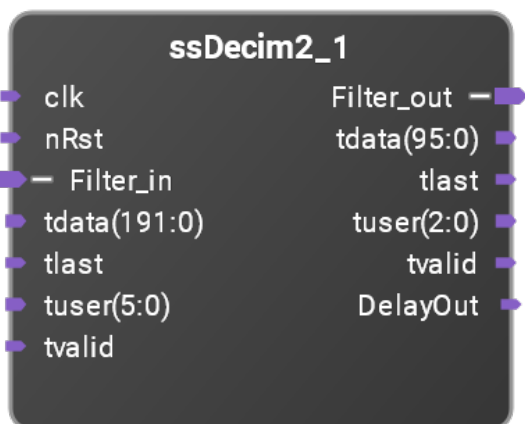 ssDecim2_1
clk
Filter_out
nRst
tdata(95:0)
Filter_in
tlast
tdata(191:0)
tuser(2:0)
tlast
tvalid
tuser(5:0)
DelayOut
tvalid